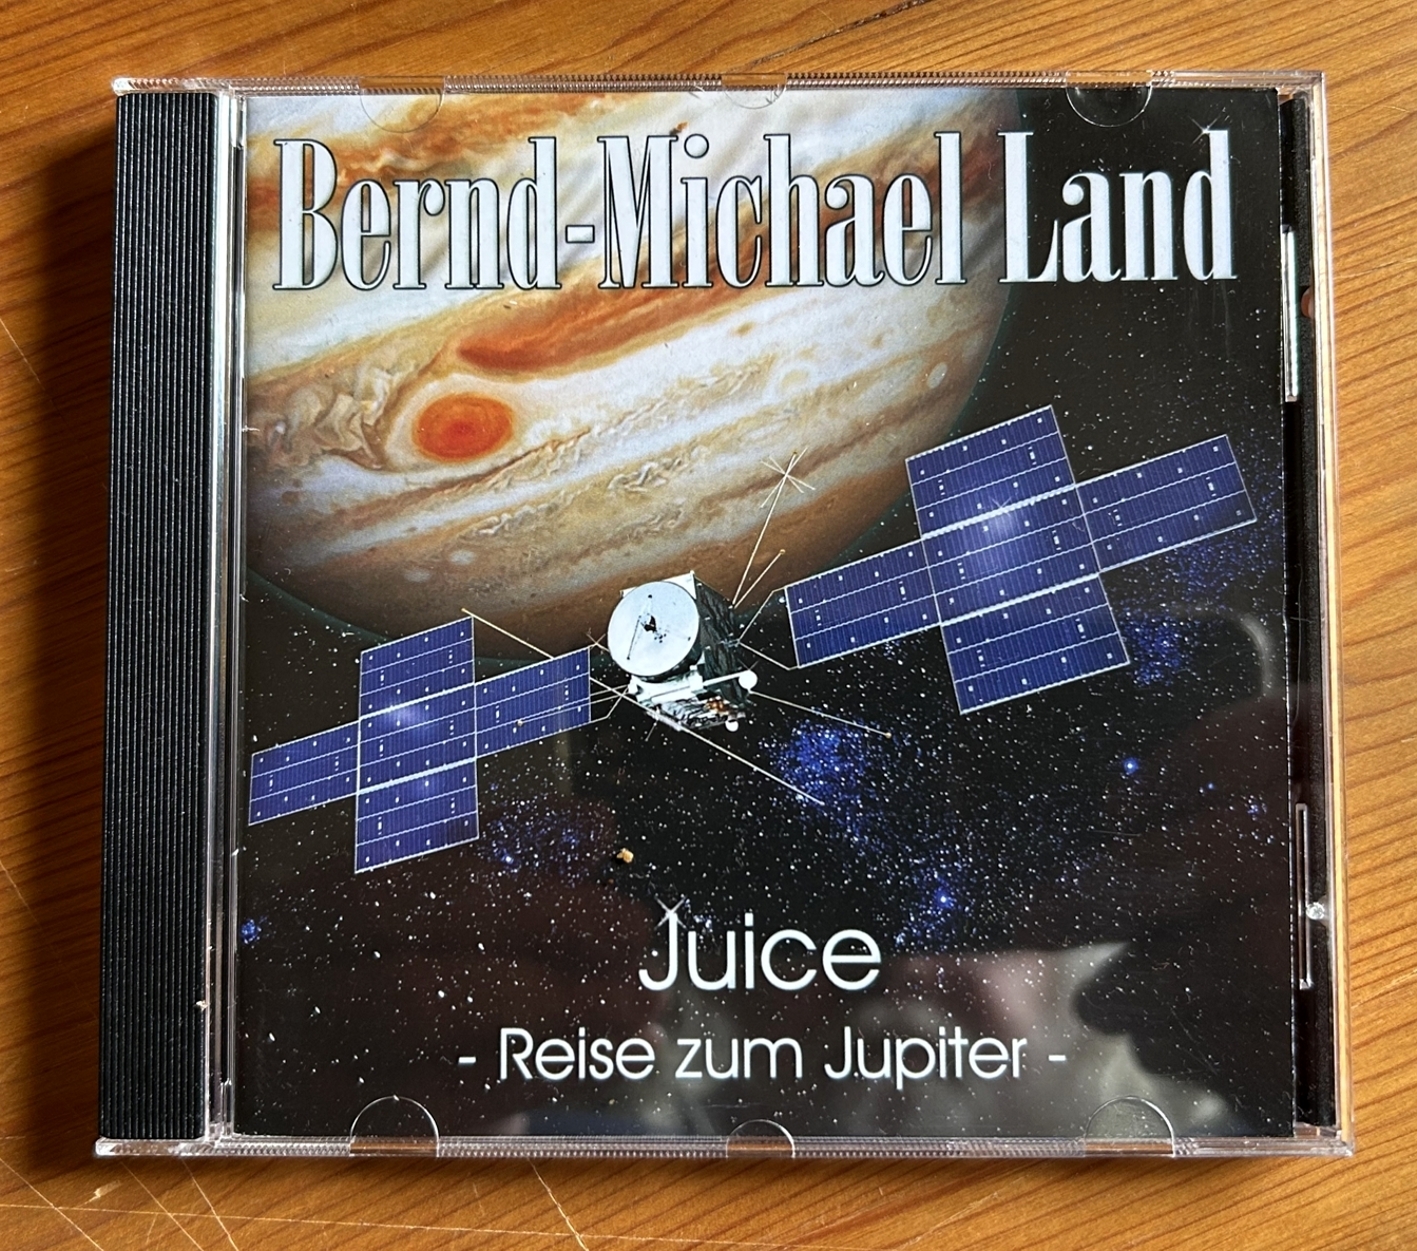 Bernd-Michael Land
Juice
- Reise zum Jupiter -